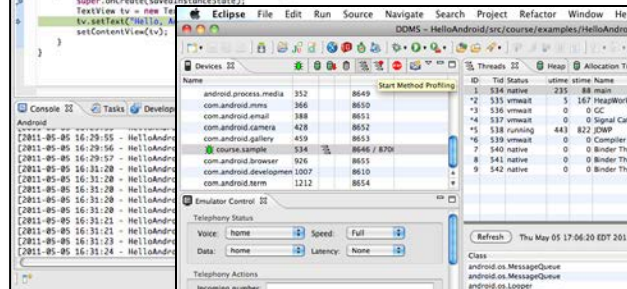 super.onCreate(savedInstanceState);
TextView tv = new Tex
tv.setText("Hello, An
setContentView(tv);
}
}
Console Tasks Develop
Android
[2011-05-05 16:29:55 - HelloAndro
[2011-05-05 16:29:56 - HelloAndro
[2011-05-05 16:29:57 - HelloAndro
[2011-05-05 16:31:20 - HelloAndro
[2011-05-05 16:31:20 - HelloAndro
[2011-05-05 16:31:20 - HelloAndro
[2011-05-05 16:31:20 - HelloAndro
[2011-05-05 16:31:21 - HelloAndro
[2011-05-05 16:31:21 - HelloAndro
[2011-05-05 16:31:23 - HelloAndro
[2011-05-05 16:31:24 - HelloAndro
Eclipse File Edit Run Source Navigate Search Project Refactor Window He
DDMS - HelloAndroid/src/course/examples/HelloAndro
Devices
Start Method Profiling
Name
android.process.media 352 8649
com.android.mms 366 8650
com.android.email 388 8651
com.android.camera 428 8652
com.android.gallery 459 8653
course.sample 534 8646 / 870
com.android.browser 926 8655
com.android.developmen 1007 8610
com.android.term 1212 8654
Emulator Control
Telephony Status
Voice: home Speed: Full
Data: home Latency: None
Telephony Actions
Incoming number:
Threads Heap Allocation Tr
ID Tid Status utime stime Name
1 534 native 235 88 main
*2 535 vmwait 5 167 HeapWork
*3 536 vmwait 0 0 GC
*4 537 vmwait 0 0 Signal Cat
*5 538 running 443 822 JDWP
*6 539 vmwait 0 0 Compiler
7 540 native 0 0 Binder Th
8 541 native 0 0 Binder Th
9 542 native 0 0 Binder Th
Refresh Thu May 05 17:06:20 EDT 201
Class
android.os.MessageQueue
android.os.MessageQueue
android.os.Looper